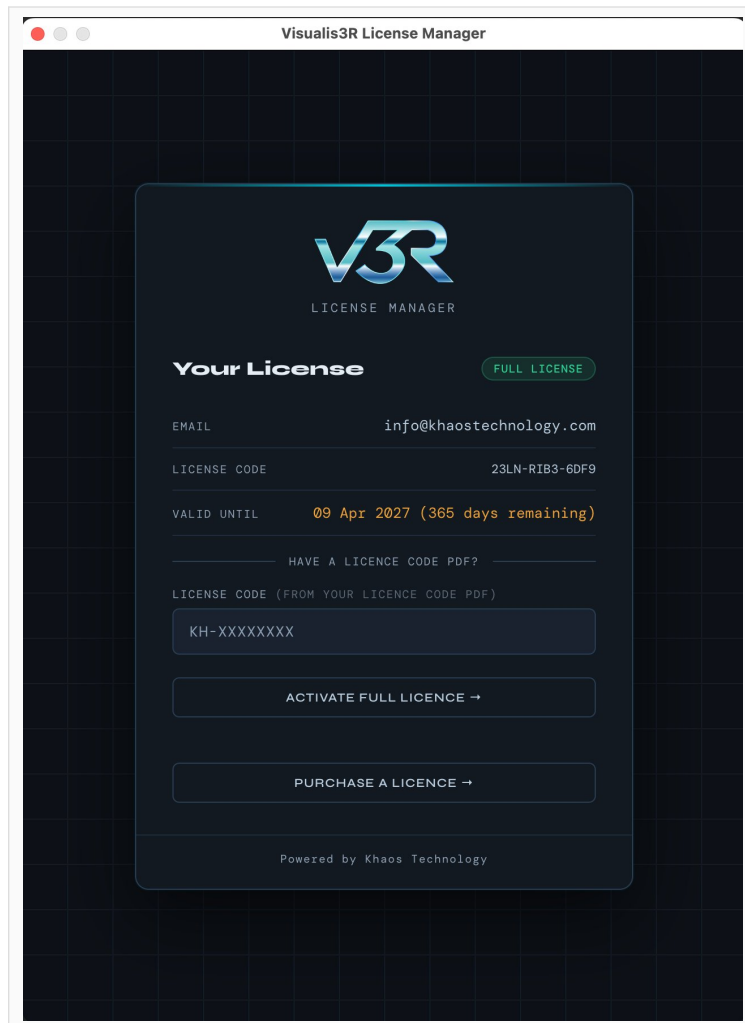 Visualis3R License Manager
V3R
LICENSE MANAGER
Your License
FULL LICENSE
EMAIL
info@khaostechnology.com
LICENSE CODE
23LN-RIB3-6DF9
VALID UNTIL
09 Apr 2027 (365 days remaining)
HAVE A LICENCE CODE PDF?
LICENSE CODE (FROM YOUR LICENCE CODE PDF)
KH-XXXXXXXX
ACTIVATE FULL LICENCE →
PURCHASE A LICENCE →
Powered by Khaos Technology